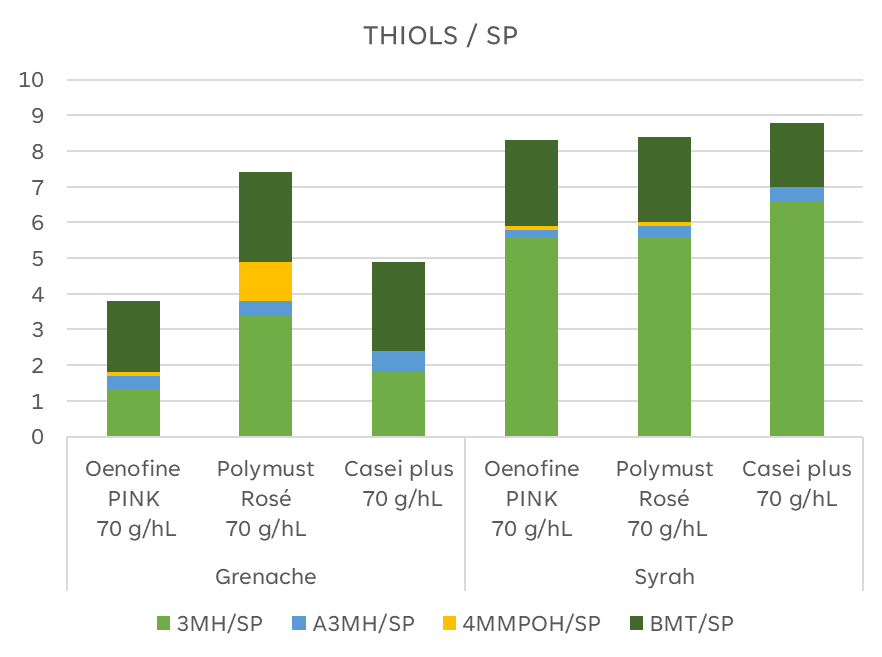 THIOLS / SP
10
9
8
7
6
5
4
3
2
1
0
Oenofine Polymust Casei plus Oenofine Polymust Casei plus
PINK Rosé 70 g/hL PINK Rosé 70 g/hL
70 g/hL 70 g/hL 70 g/hL 70 g/hL
Grenache Syrah
3MH/SP A3MH/SP 4MMPOH/SP BMT/SP